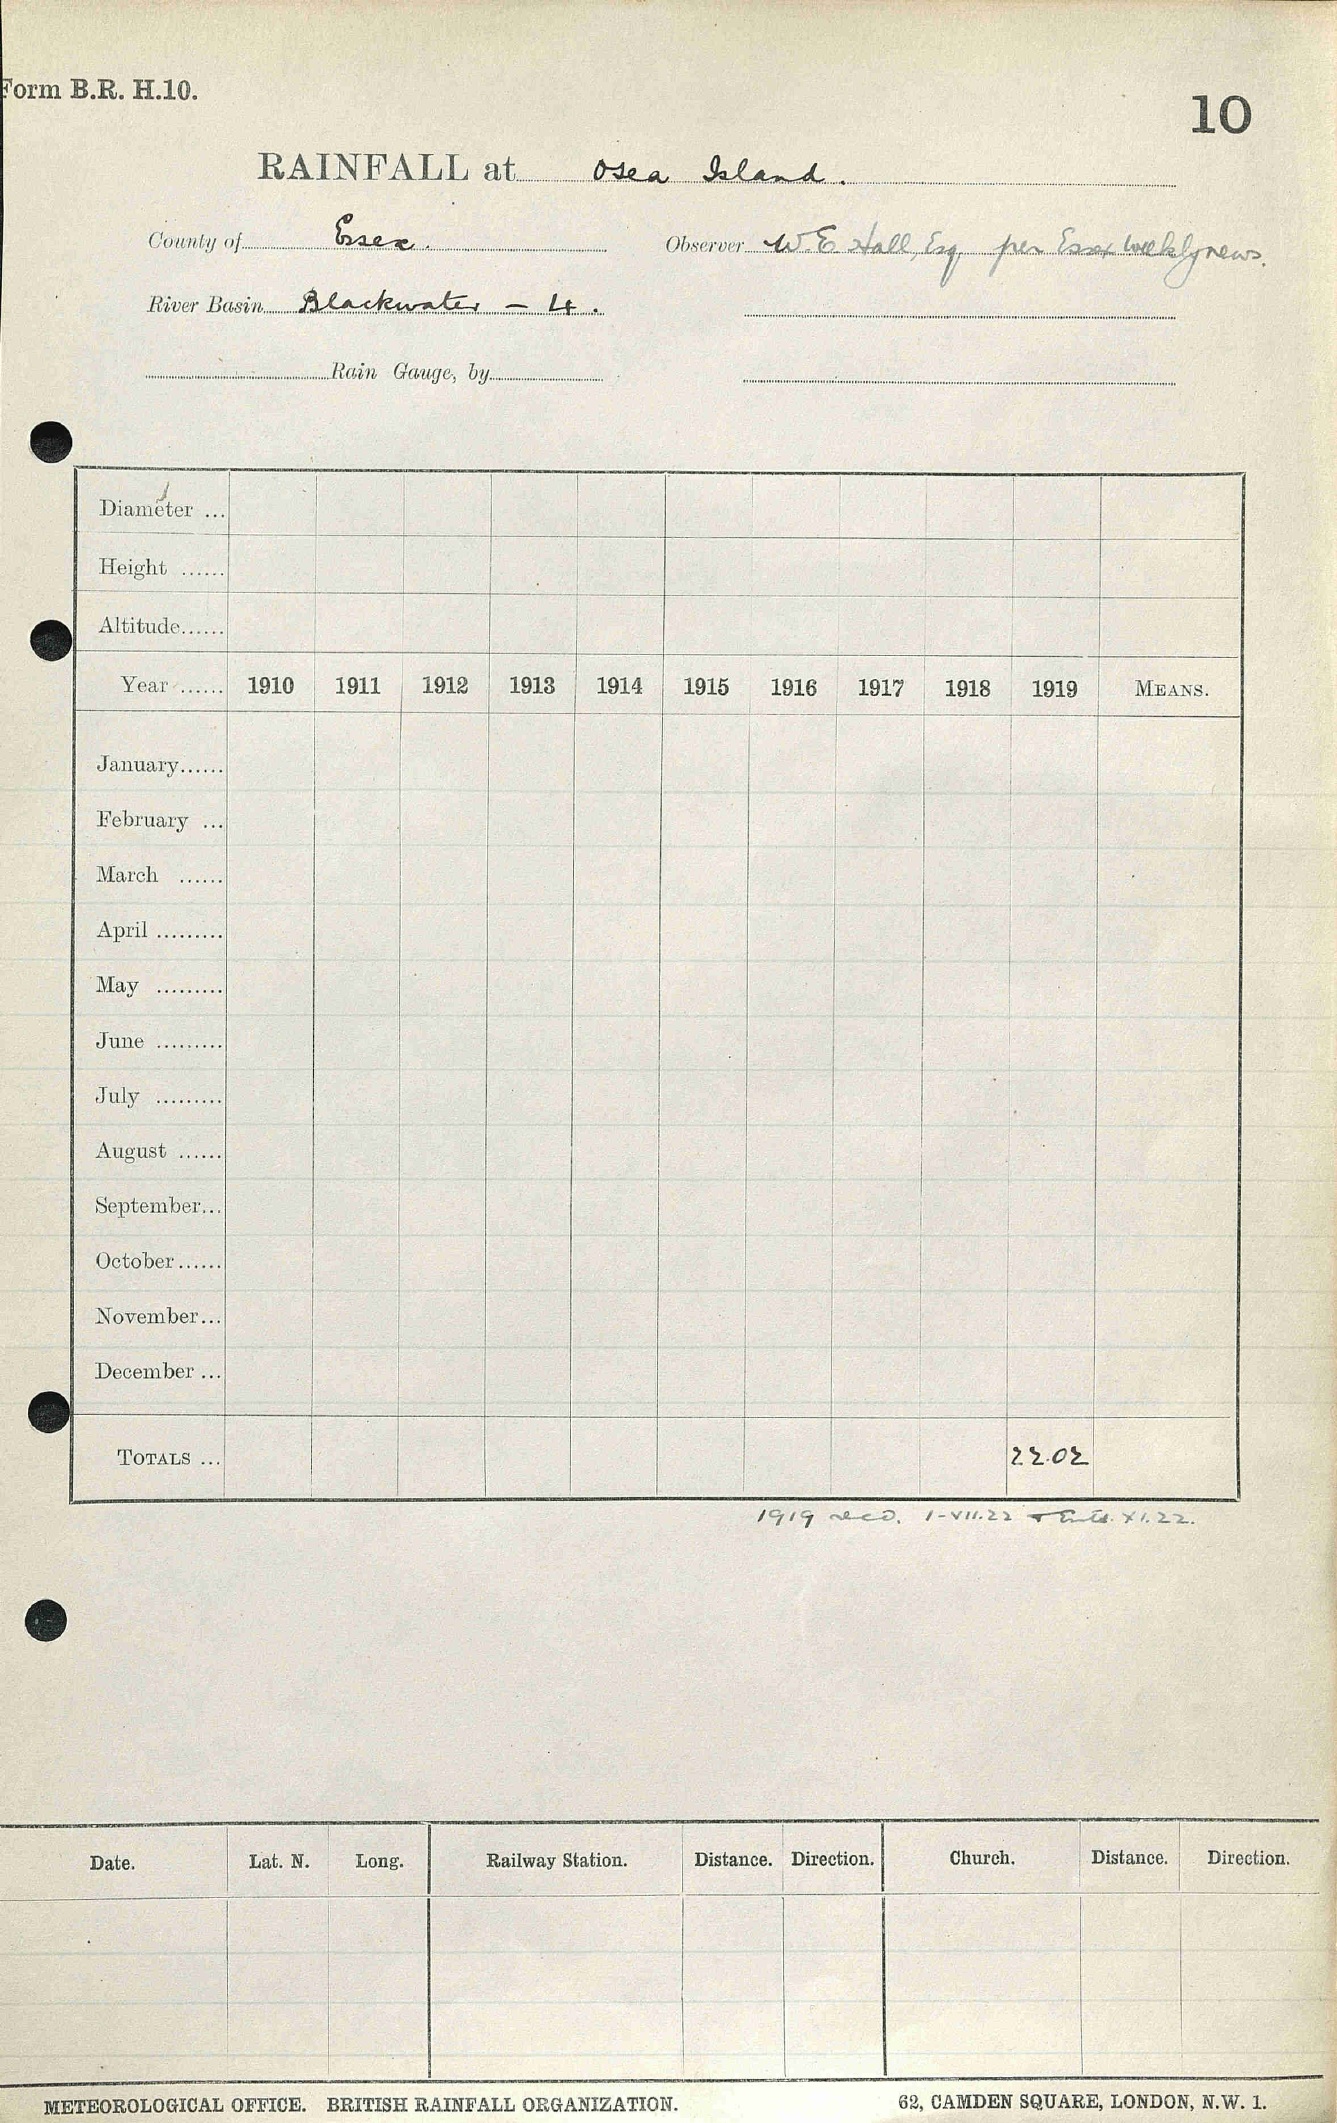 Form B.R. H.10.
10
RAINFALL at Osea Island.
County of Essex. Observer W. E. Hall, Esq per Essex Weekly news.
River Basin Blackwater - 4.
Rain Gauge, by
Diameter ...
Height ......
Altitude......
Year ...... 1910 1911 1912 1913 1914 1915 1916 1917 1918 1919 MEANS.
January......
February ...
March ......
April .........
May .........
June .........
July .........
August ......
September...
October......
November...
December ...
TOTALS ... 22.02
1919 recd. 1-VII.22 Entd. XI.22.
Date. Lat. N. Long. Railway Station. Distance. Direction. Church. Distance. Direction.
METEOROLOGICAL OFFICE. BRITISH RAINFALL ORGANIZATION. 62, CAMDEN SQUARE, LONDON, N.W. 1.